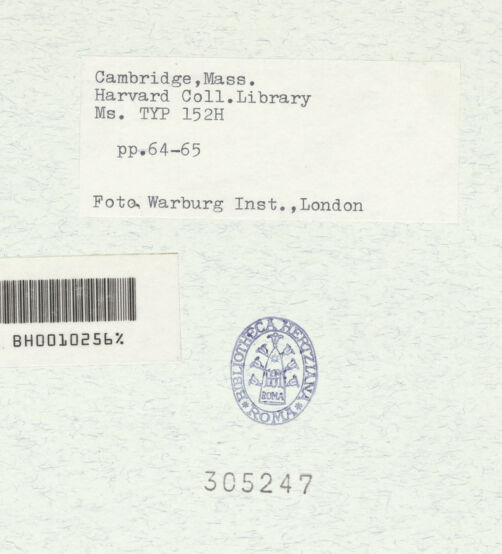 Cambridge,Mass.
Harvard Coll.Library
Ms. TYP 152H
pp.64-65
Foto Warburg Inst.,London
BH0010256%
BIBLIOTHECA HERTZIANA
ROMA
*ROMA*
305247